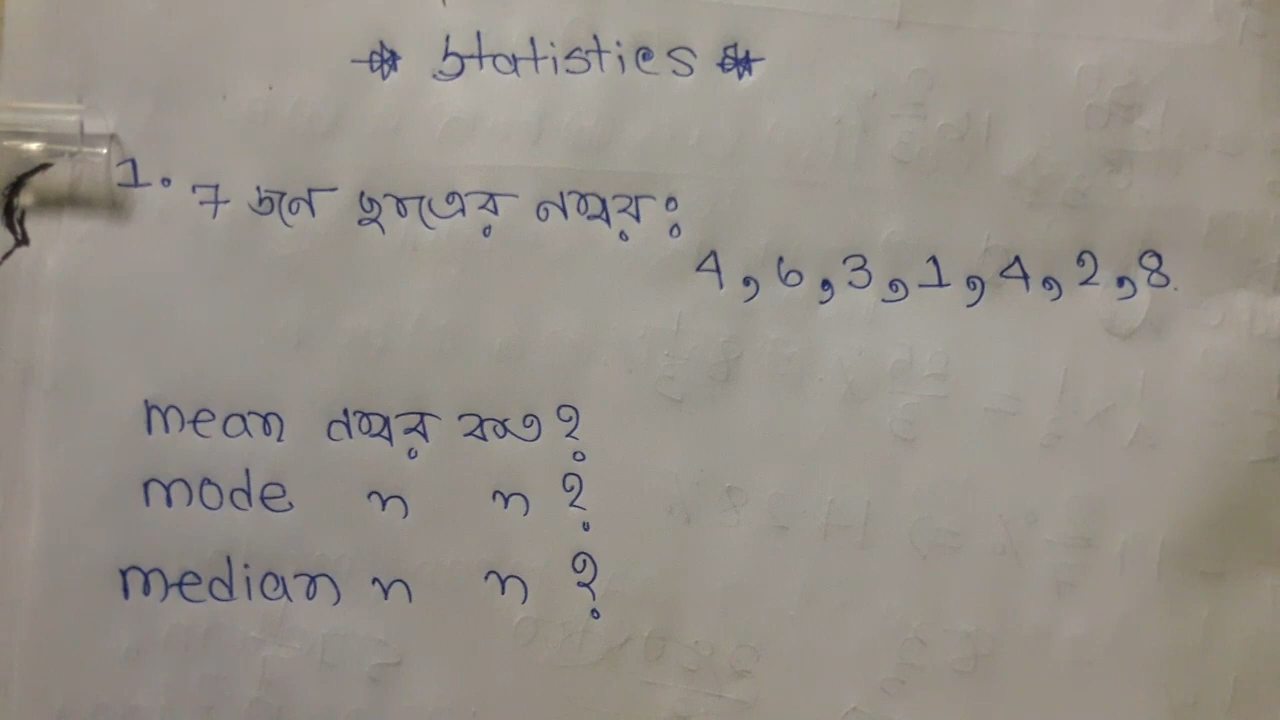 Statistics
1. 7 জন ছাত্রের নম্বর:
4, 6, 3, 1, 4, 2, 8.
mean নম্বর কত?
mode " " ?
median " " ?